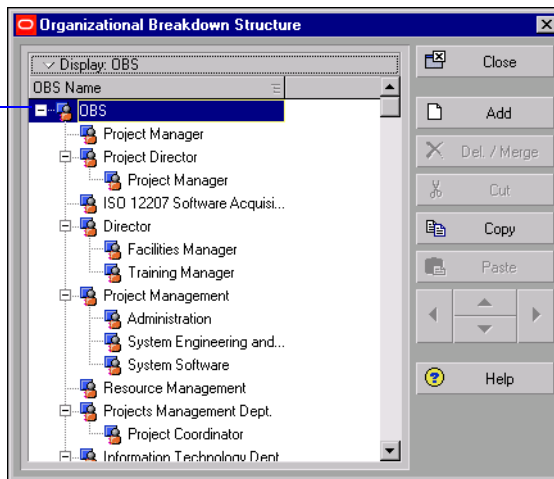 Organizational Breakdown Structure
Display: OBS
OBS Name
OBS
Project Manager
Project Director
Project Manager
ISO 12207 Software Acquisi...
Director
Facilities Manager
Training Manager
Project Management
Administration
System Engineering and...
System Software
Resource Management
Projects Management Dept.
Project Coordinator
Information Technology Dept
Close
Add
Del. / Merge
Cut
Copy
Paste
Help